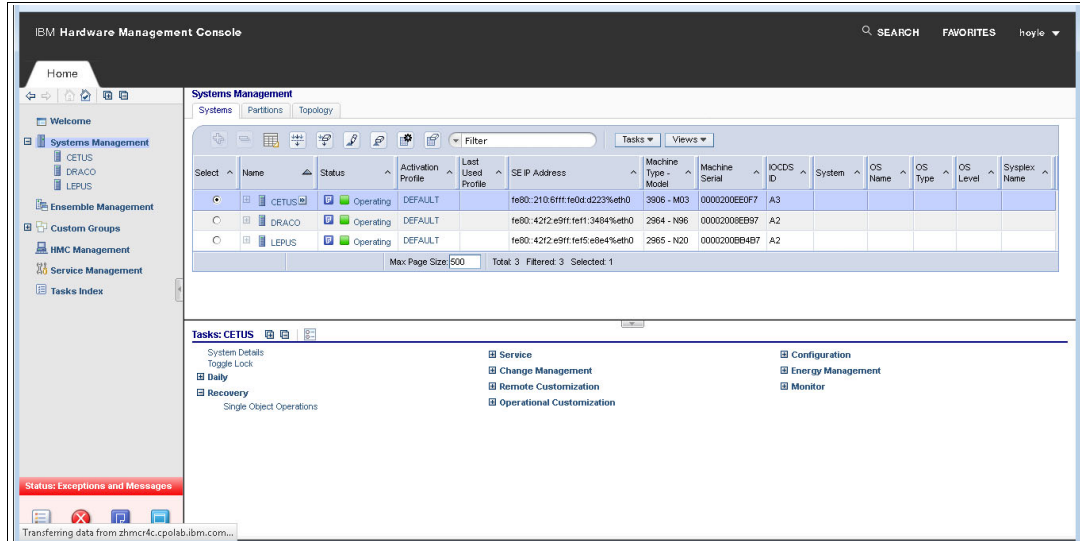 IBM Hardware Management Console
SEARCH FAVORITES hoyle
Home
Welcome
Systems Management
CETUS
DRACO
LEPUS
Ensemble Management
Custom Groups
HMC Management
Service Management
Tasks Index
Status: Exceptions and Messages
Transferring data from zhmcr4c.cpolab.ibm.com...
Systems Management
Systems Partitions Topology
Filter Tasks Views
Select Name Status Activation Profile Last Used Profile SE IP Address Machine Type - Model Machine Serial IOCDS ID System OS Name OS Type OS Level Sysplex Name
CETUS Operating DEFAULT fe80::210:6fff:fe0d:d223%eth0 3906 - M03 0000200EE0F7 A3
DRACO Operating DEFAULT fe80::42f2:e9ff:fef1:3484%eth0 2964 - N96 00002008EB97 A2
LEPUS Operating DEFAULT fe80::42f2:e9ff:fef5:e8e4%eth0 2965 - N20 0000200BB4B7 A2
Max Page Size: 500 Total: 3 Filtered: 3 Selected: 1
Tasks: CETUS
System Details
Toggle Lock
Daily
Recovery
Single Object Operations
Service
Change Management
Remote Customization
Operational Customization
Configuration
Energy Management
Monitor